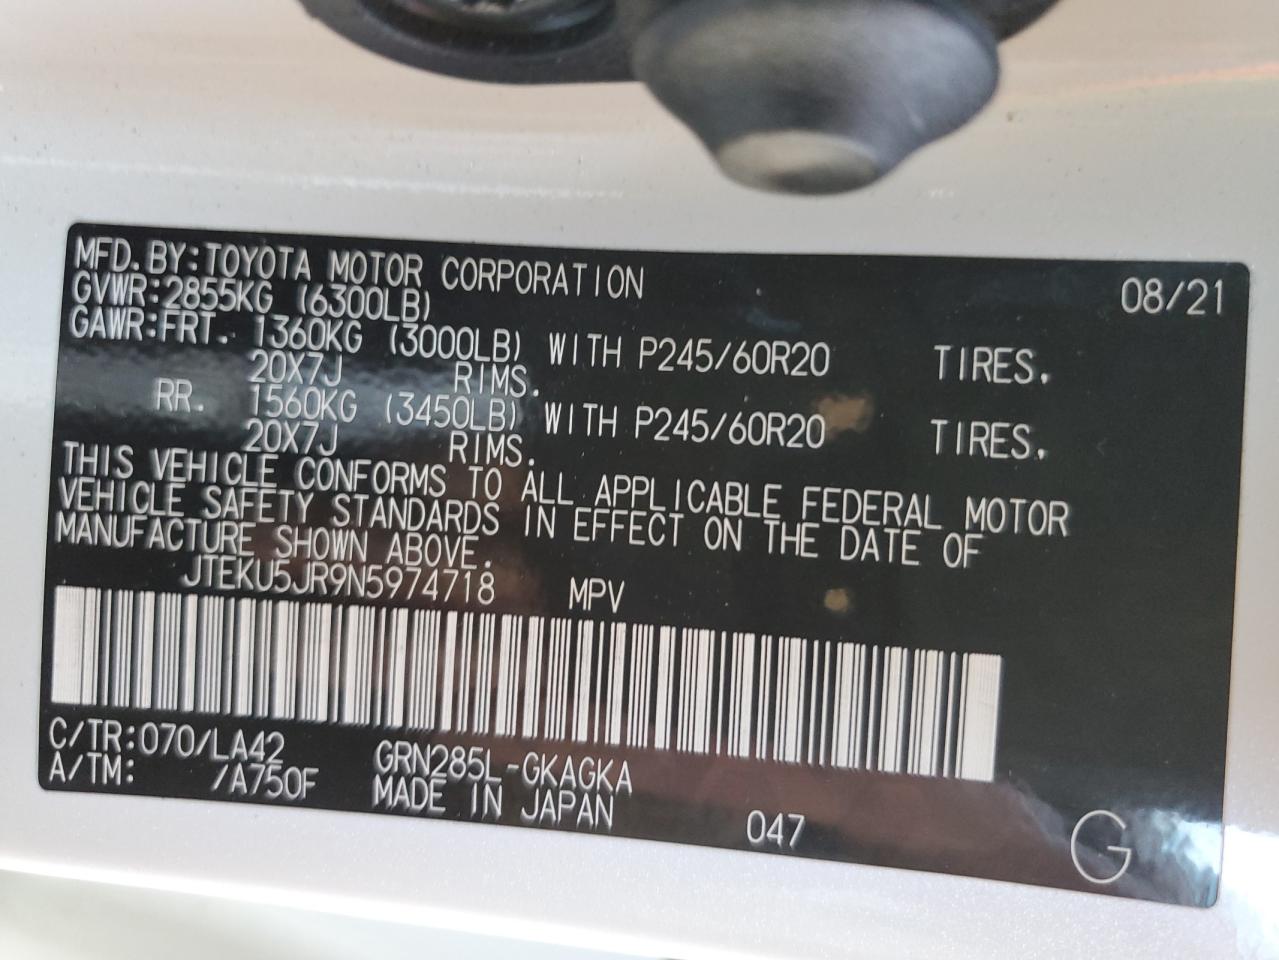 MFD. BY: TOYOTA MOTOR CORPORATION 08/21
GVWR: 2855KG (6300LB)
GAWR: FRT. 1360KG (3000LB) WITH P245/60R20 TIRES.
20X7J RIMS.
RR. 1560KG (3450LB) WITH P245/60R20 TIRES.
20X7J RIMS.
THIS VEHICLE CONFORMS TO ALL APPLICABLE FEDERAL MOTOR
VEHICLE SAFETY STANDARDS IN EFFECT ON THE DATE OF
MANUFACTURE SHOWN ABOVE.
JTEKU5JR9N5974718 MPV
C/TR: 070/LA42 GRN285L-GKAGKA
A/TM: /A750F MADE IN JAPAN 047 G